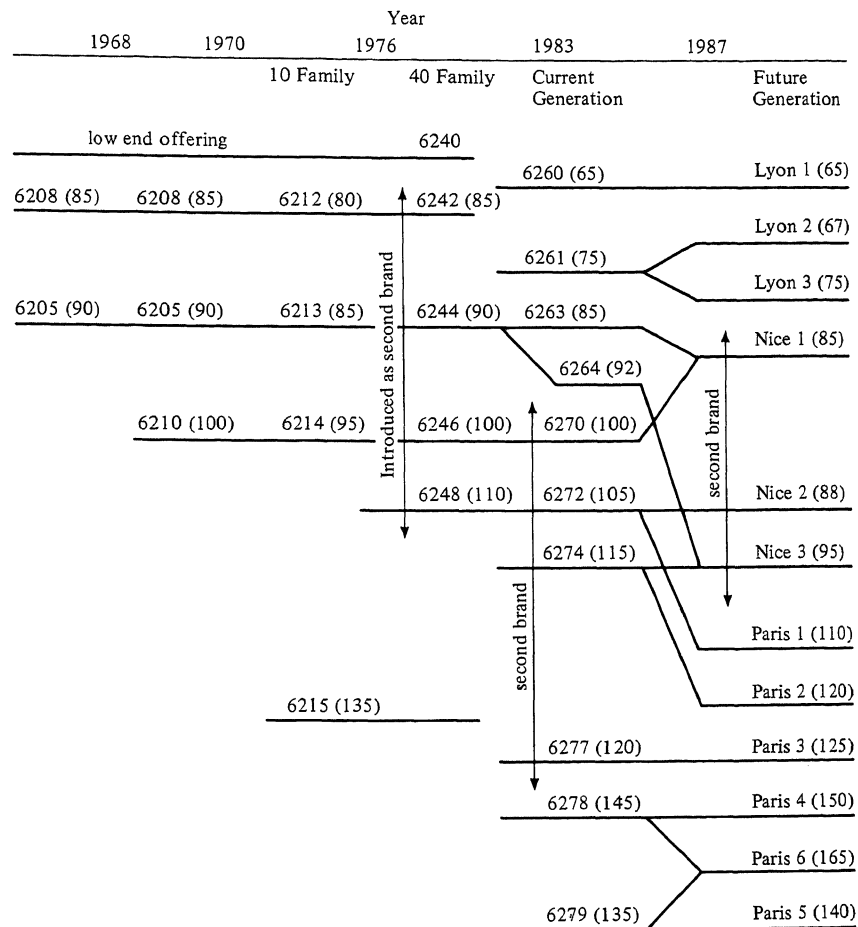 Year
1968 1970 1976 1983 1987
10 Family 40 Family Current Generation Future Generation
low end offering 6240
6260 (65) Lyon 1 (65)
6208 (85) 6208 (85) 6212 (80) 6242 (85)
Lyon 2 (67)
6261 (75)
Lyon 3 (75)
6205 (90) 6205 (90) 6213 (85) 6244 (90) 6263 (85)
Nice 1 (85)
6264 (92)
Introduced as second brand
6210 (100) 6214 (95) 6246 (100) 6270 (100)
second brand
6248 (110) 6272 (105) Nice 2 (88)
6274 (115) Nice 3 (95)
second brand
Paris 1 (110)
Paris 2 (120)
6215 (135)
6277 (120) Paris 3 (125)
6278 (145) Paris 4 (150)
Paris 6 (165)
6279 (135) Paris 5 (140)